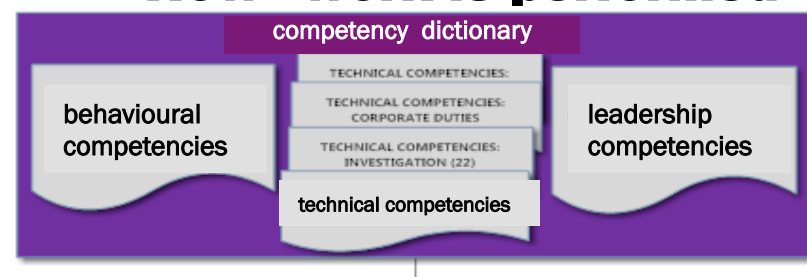 competency dictionary
behavioural
competencies
TECHNICAL COMPETENCIES:
TECHNICAL COMPETENCIES:
CORPORATE DUTIES
TECHNICAL COMPETENCIES:
INVESTIGATION (22)
technical competencies
leadership
competencies